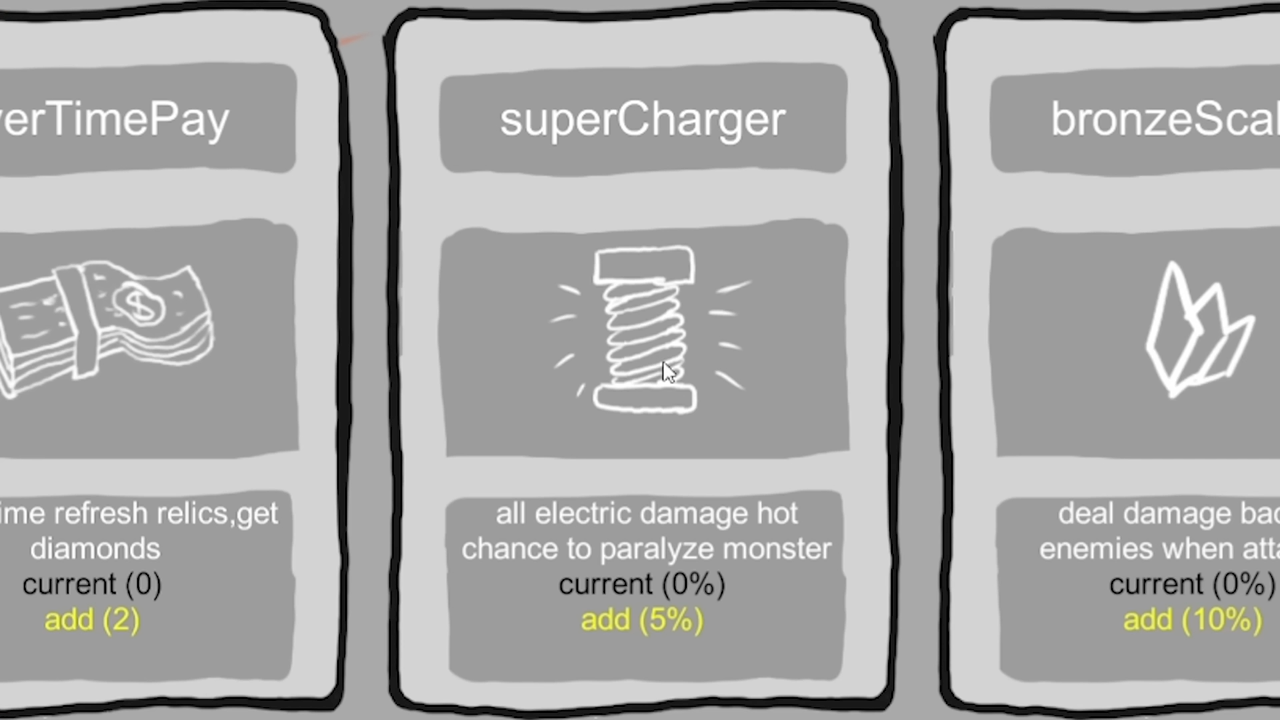 verTimePay
superCharger
bronzeScal
ime refresh relics,get
diamonds
current (0)
add (2)
all electric damage hot
chance to paralyze monster
current (0%)
add (5%)
deal damage bac
enemies when atta
current (0%)
add (10%)